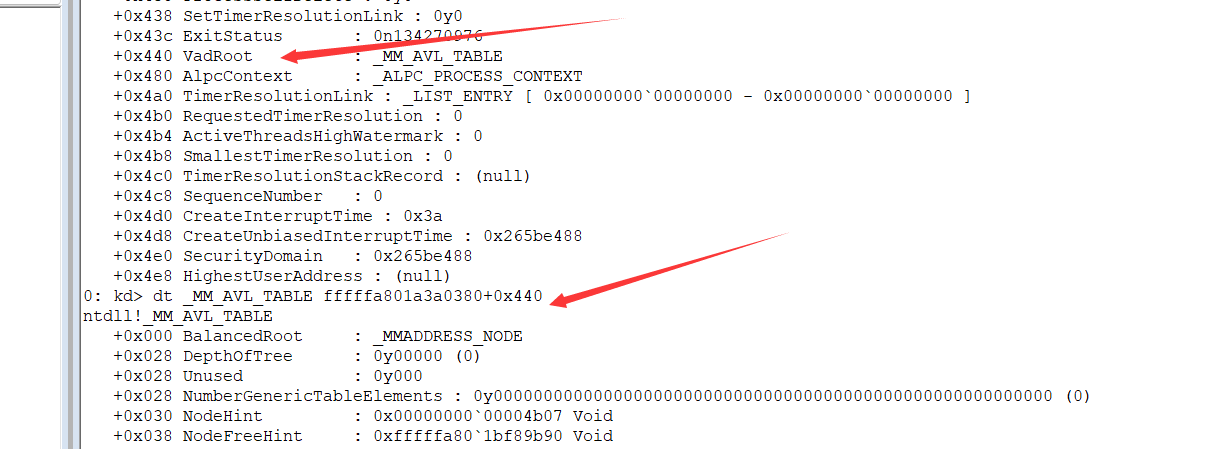 +0x438 SetTimerResolutionLink : 0y0
+0x43c ExitStatus : 0n134270976
+0x440 VadRoot : _MM_AVL_TABLE
+0x480 AlpcContext : _ALPC_PROCESS_CONTEXT
+0x4a0 TimerResolutionLink : _LIST_ENTRY [ 0x00000000`00000000 - 0x00000000`00000000 ]
+0x4b0 RequestedTimerResolution : 0
+0x4b4 ActiveThreadsHighWatermark : 0
+0x4b8 SmallestTimerResolution : 0
+0x4c0 TimerResolutionStackRecord : (null)
+0x4c8 SequenceNumber : 0
+0x4d0 CreateInterruptTime : 0x3a
+0x4d8 CreateUnbiasedInterruptTime : 0x265be488
+0x4e0 SecurityDomain : 0x265be488
+0x4e8 HighestUserAddress : (null)
0: kd> dt _MM_AVL_TABLE fffffa801a3a0380+0x440
ntdll!_MM_AVL_TABLE
+0x000 BalancedRoot : _MMADDRESS_NODE
+0x028 DepthOfTree : 0y00000 (0)
+0x028 Unused : 0y000
+0x028 NumberGenericTableElements : 0y00000000000000000000000000000000000000000000000000000000 (0)
+0x030 NodeHint : 0x00000000`00004b07 Void
+0x038 NodeFreeHint : 0xfffffa80`1bf89b90 Void